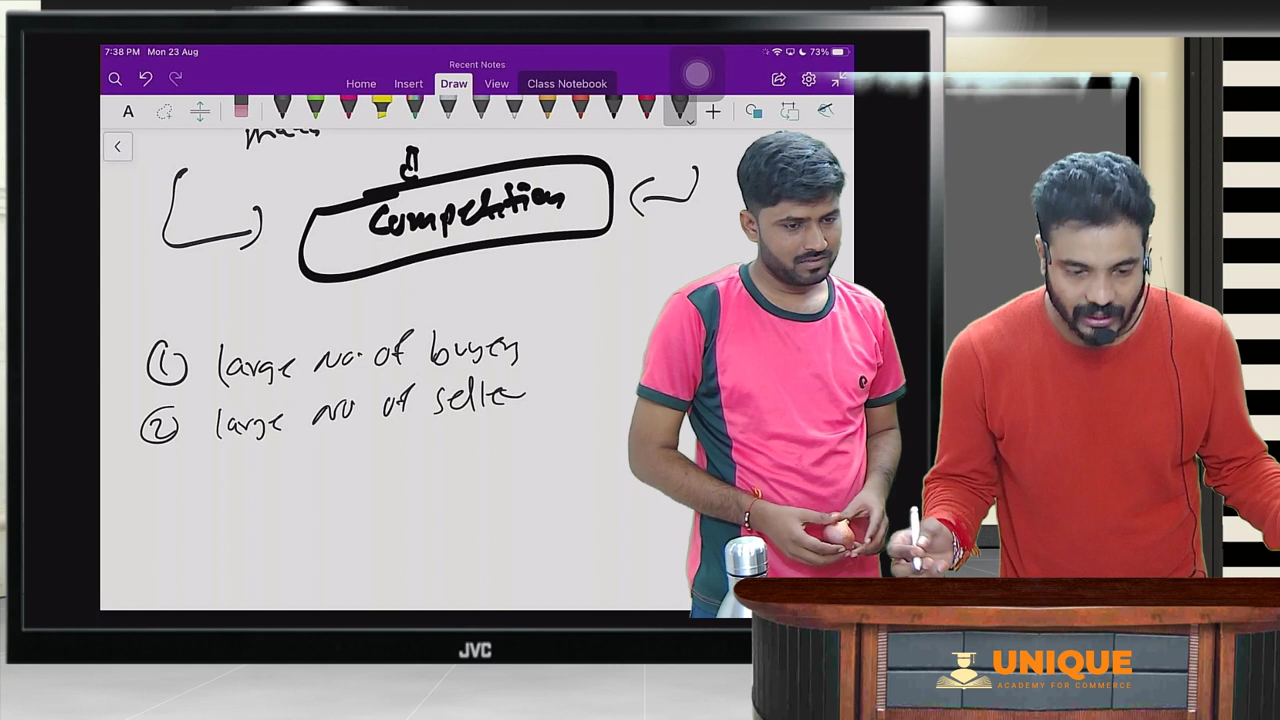 7:38 PM Mon 23 Aug
73%
Recent Notes
Home Insert Draw View Class Notebook
A
Competition
① large no. of buyers
② large no of selle
JVC
UNIQUE
ACADEMY FOR COMMERCE